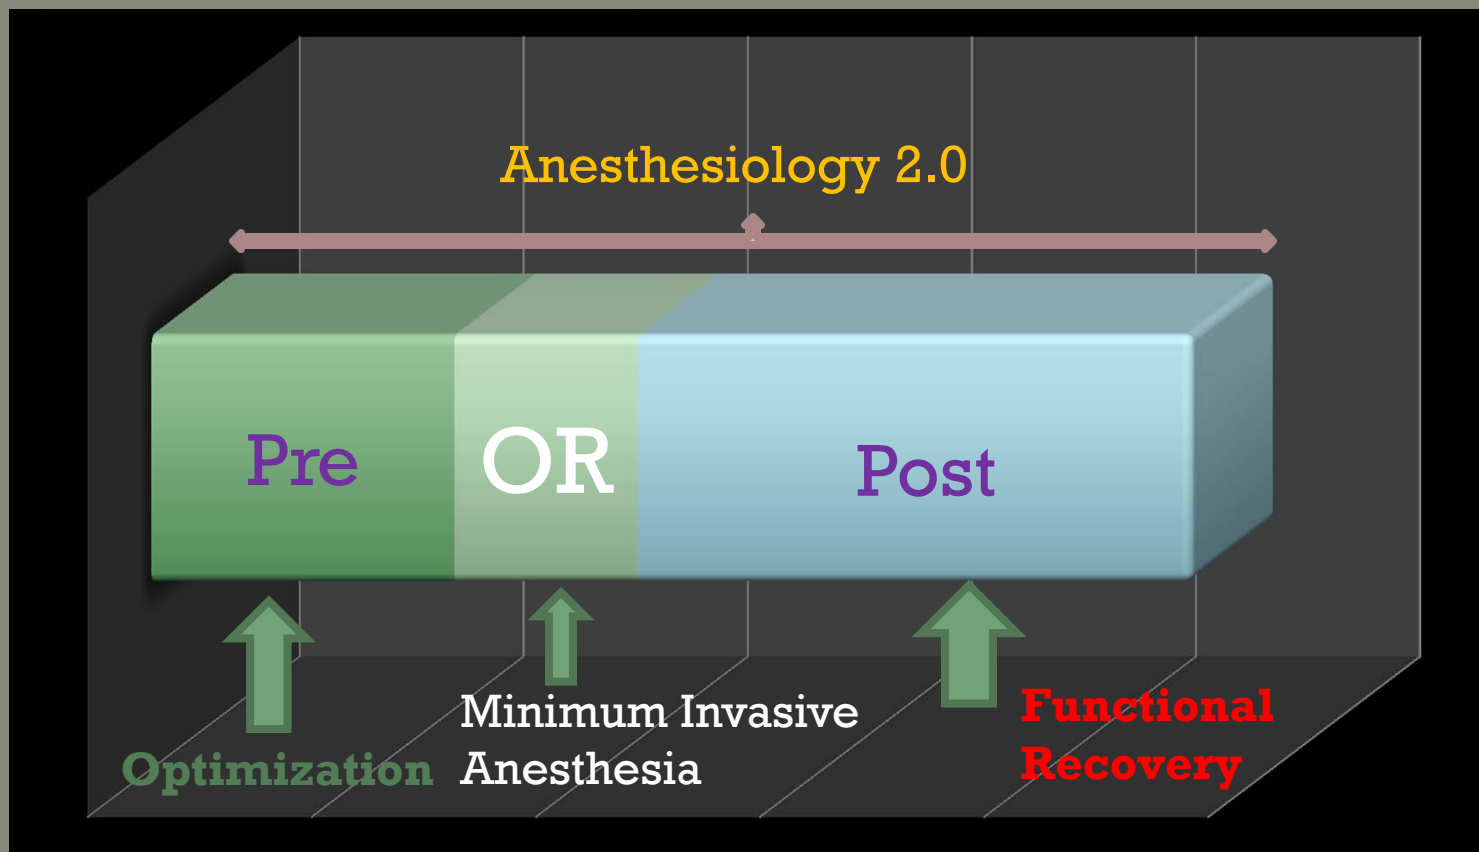 Anesthesiology 2.0
Pre
OR
Post
Optimization
Minimum Invasive
Anesthesia
Functional
Recovery